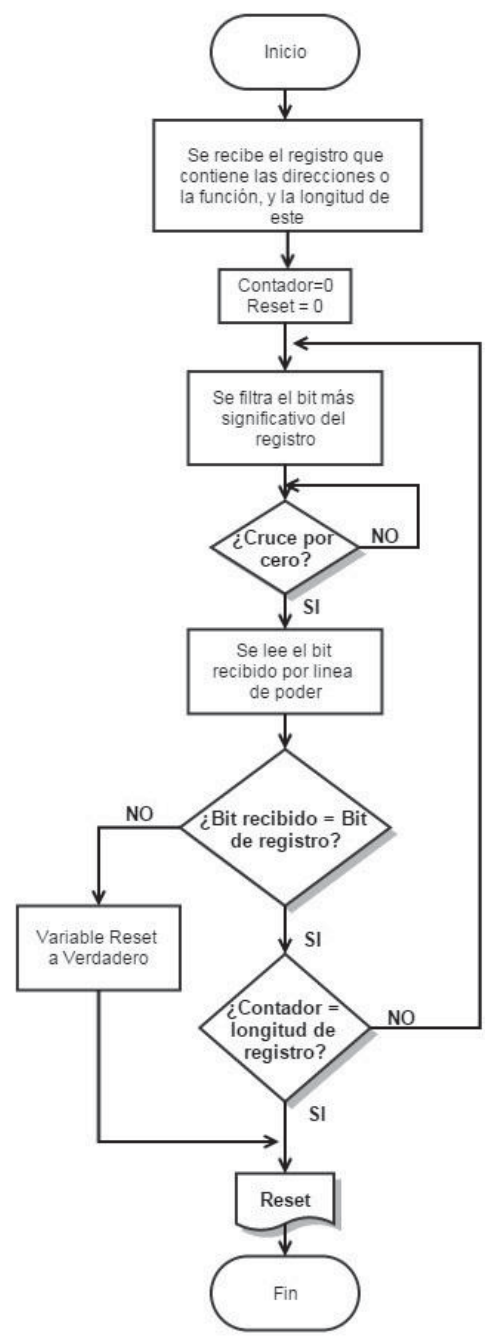 Inicio
Se recibe el registro que
contiene las direcciones o
la función, y la longitud de
este
Contador=0
Reset = 0
Se filtra el bit más
significativo del
registro
¿Cruce por
cero?
NO
SI
Se lee el bit
recibido por linea
de poder
¿Bit recibido = Bit
de registro?
NO
SI
Variable Reset
a Verdadero
¿Contador =
longitud de
registro?
NO
SI
Reset
Fin